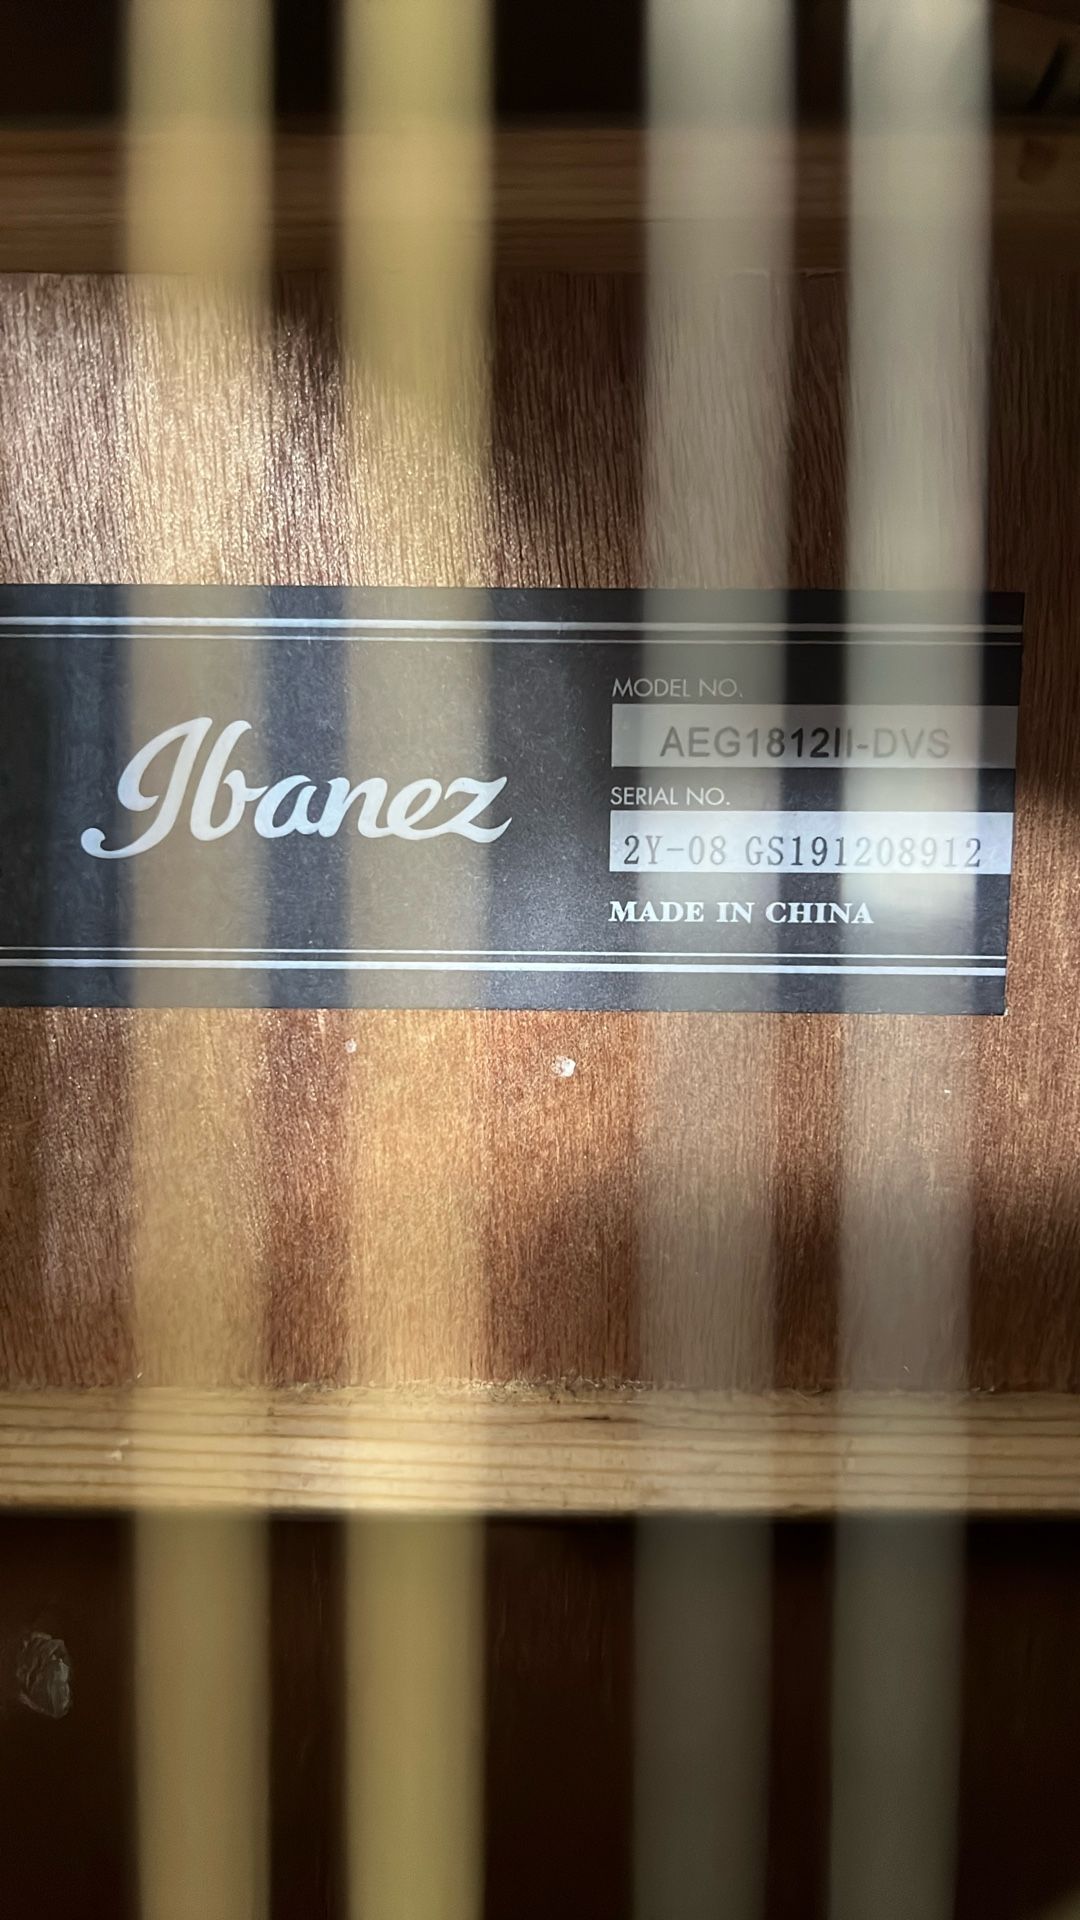 Ibanez
MODEL NO.
AEG1812II-DVS
SERIAL NO.
2Y-08 GS191208912
MADE IN CHINA